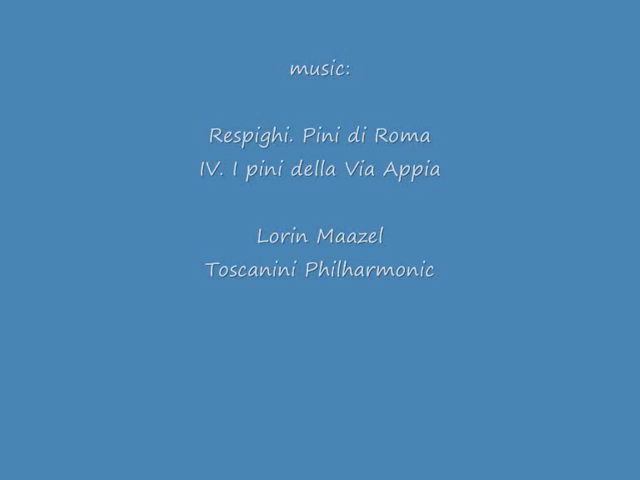 music:
Respighi. Pini di Roma
IV. I pini della Via Appia
Lorin Maazel
Toscanini Philharmonic